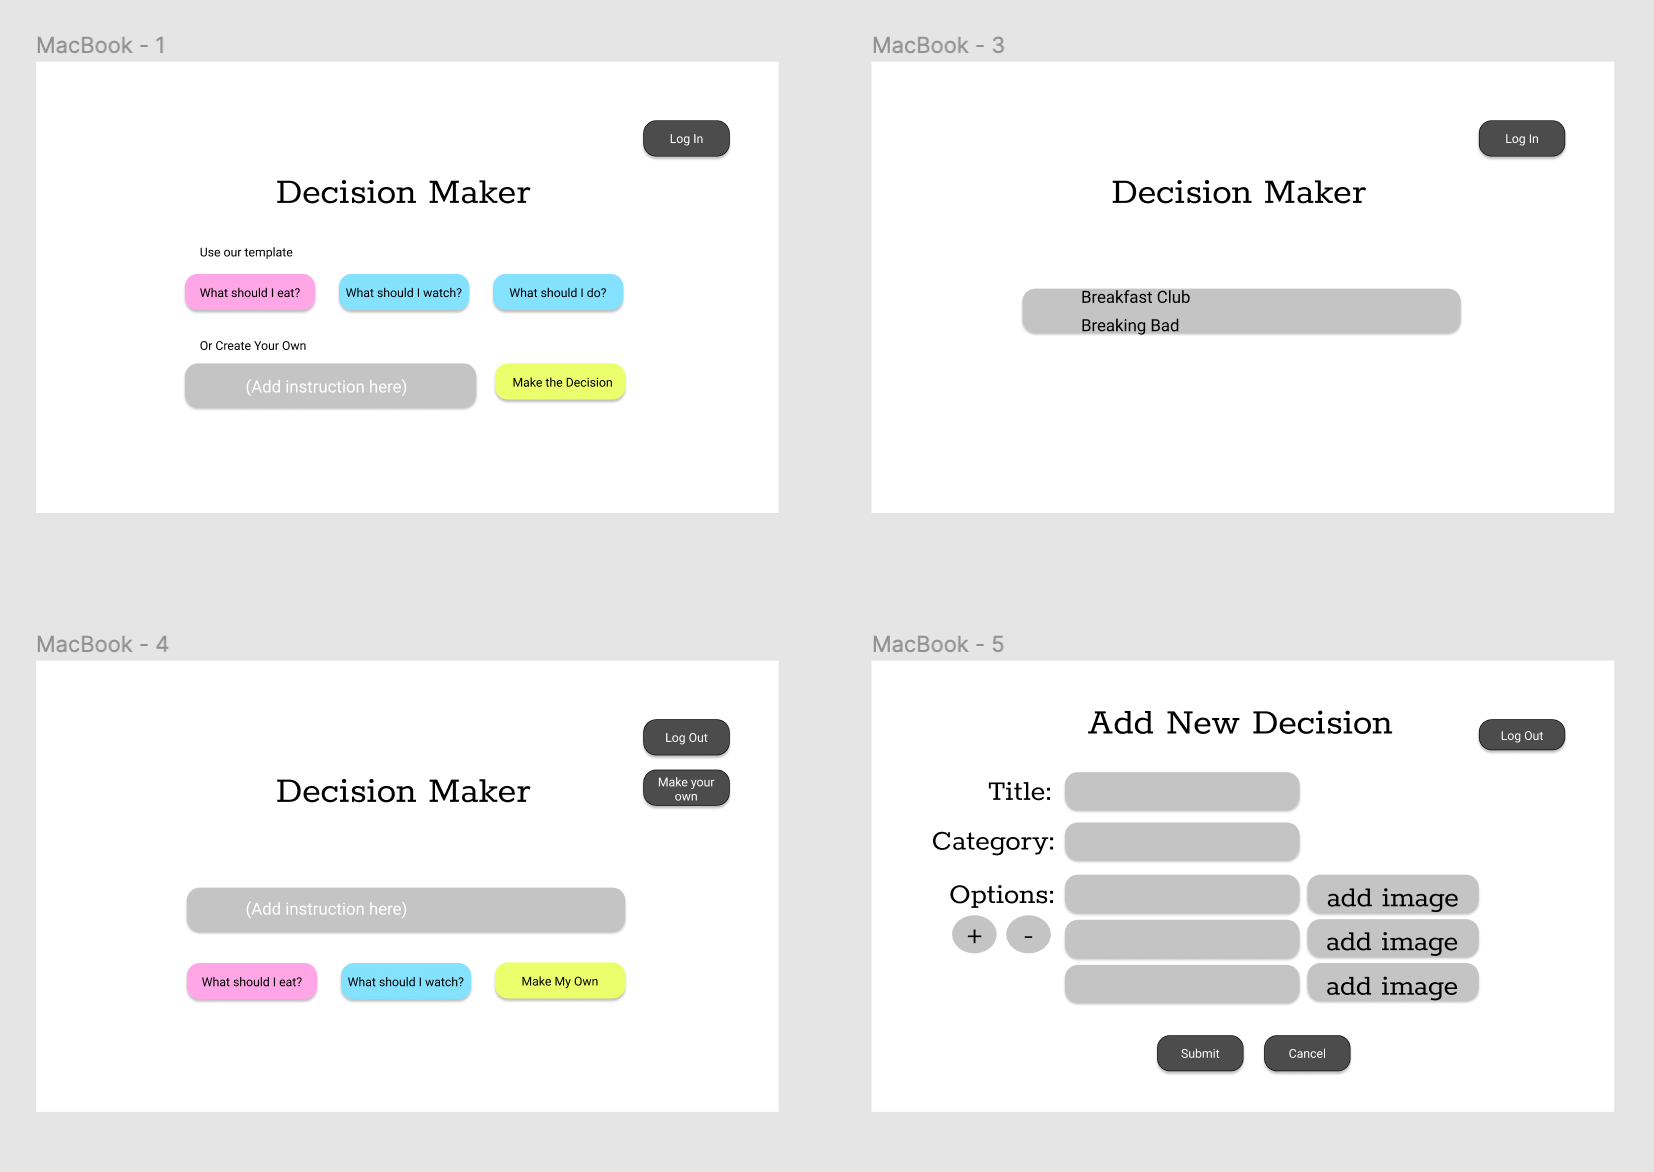 MacBook - 1
Log In
Decision Maker
Use our template
What should I eat?
What should I watch?
What should I do?
Or Create Your Own
(Add instruction here)
Make the Decision
MacBook - 3
Log In
Decision Maker
Breakfast Club
Breaking Bad
MacBook - 4
Log Out
Make your
own
Decision Maker
(Add instruction here)
What should I eat?
What should I watch?
Make My Own
MacBook - 5
Add New Decision
Log Out
Title:
Category:
Options:
add image
+
-
add image
add image
Submit
Cancel